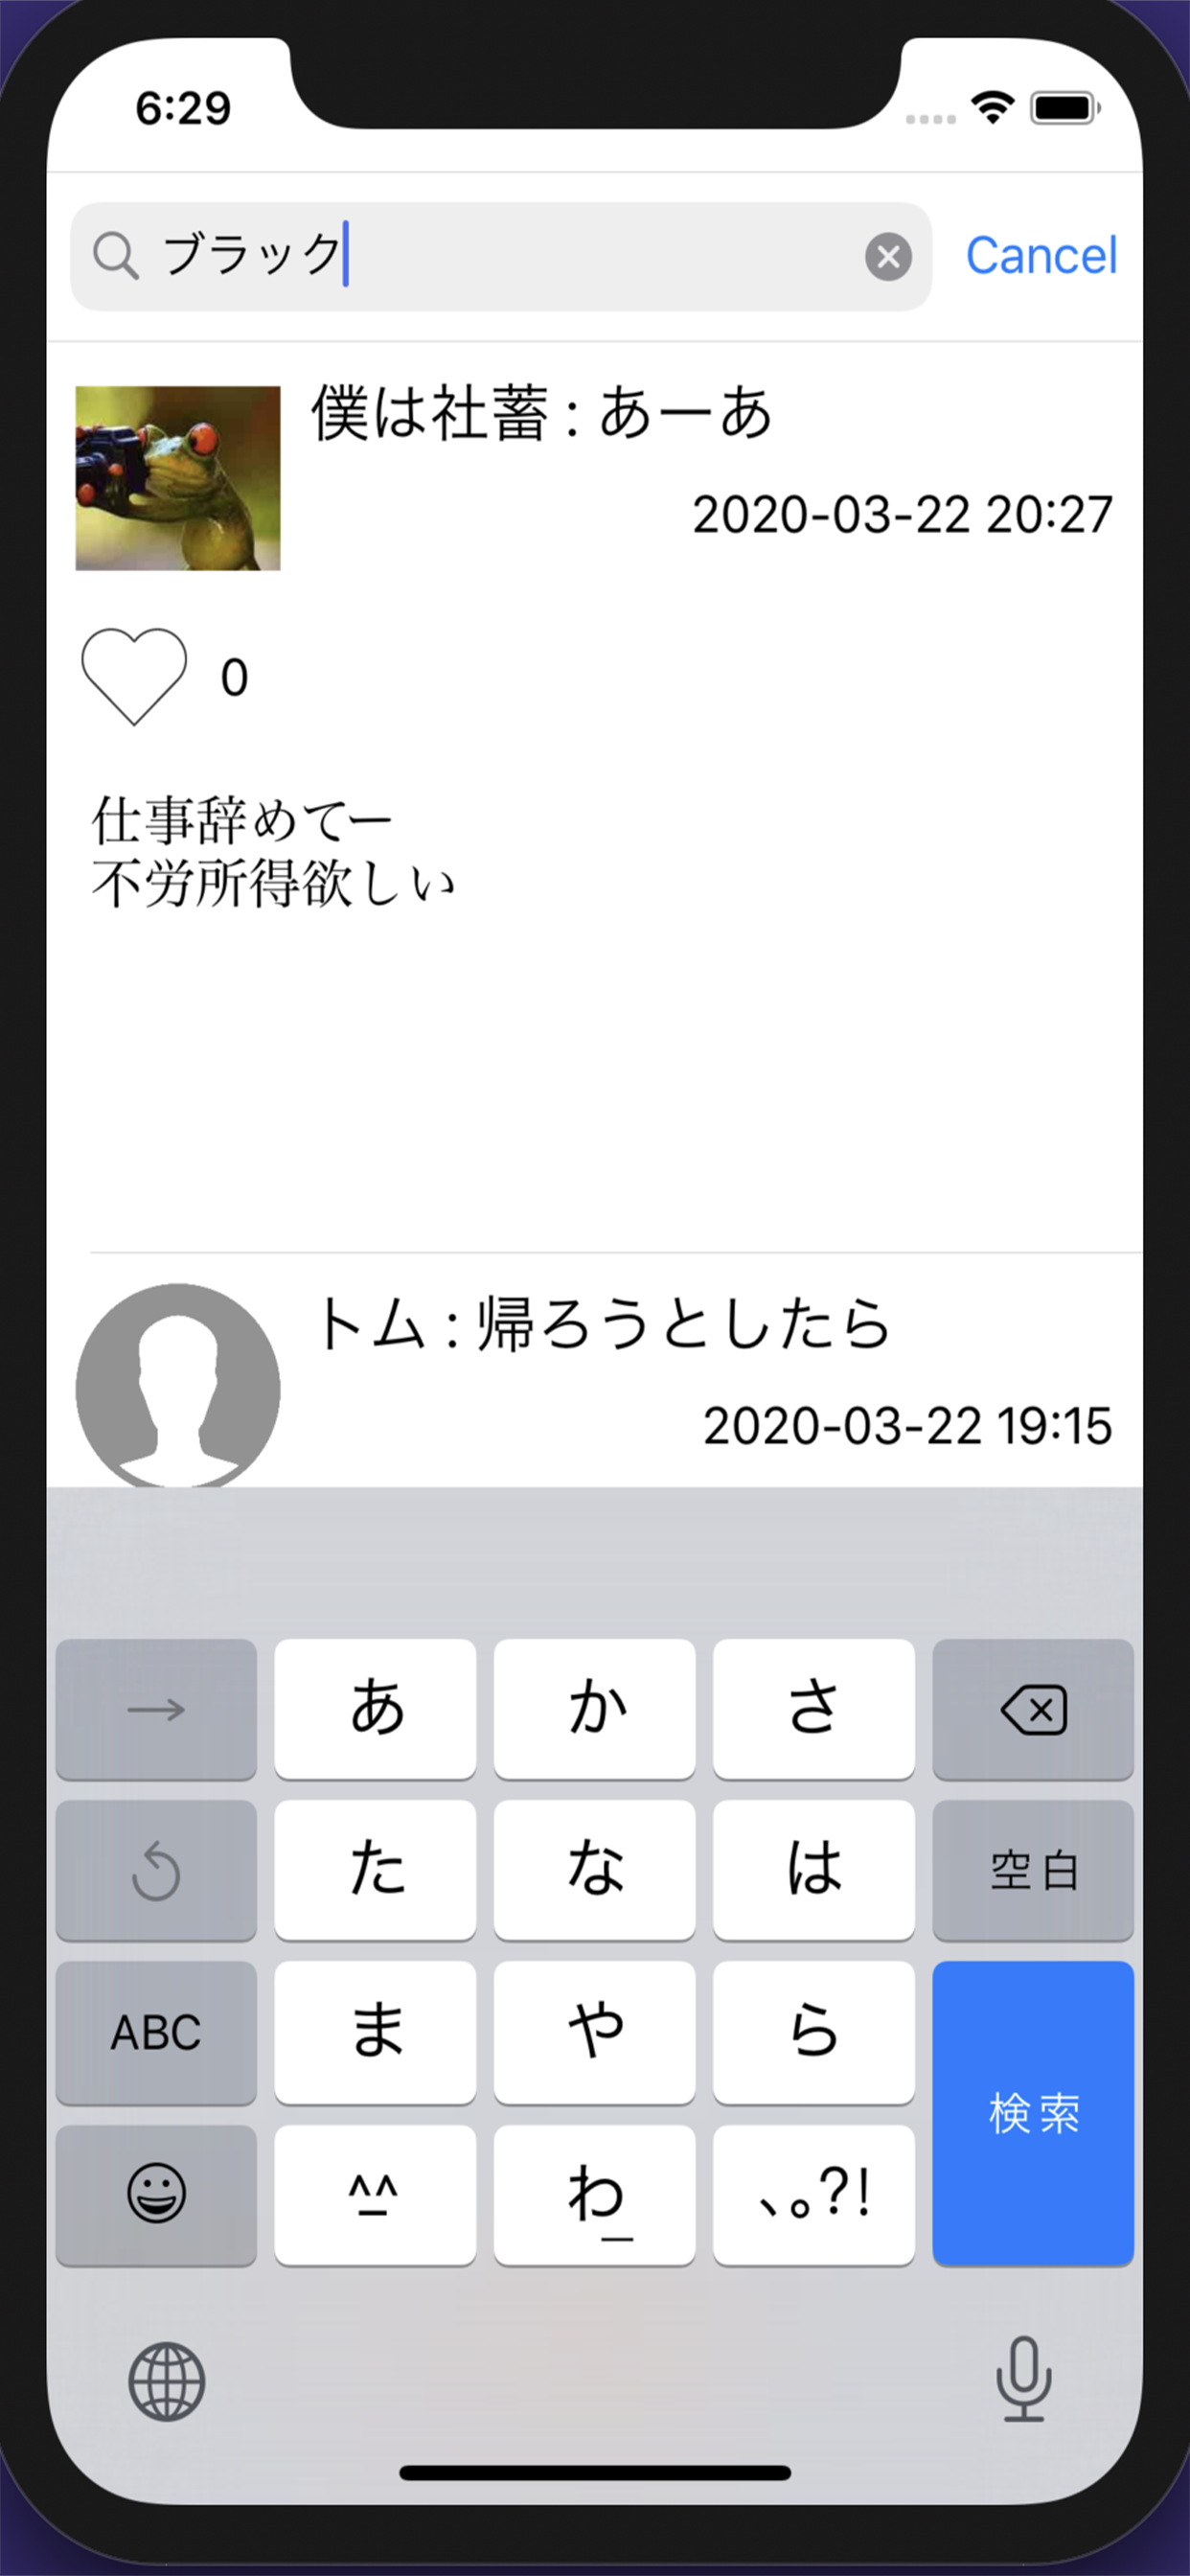 6:29
ブラック
Cancel
僕は社蓄 : あーあ
2020-03-22 20:27
0
仕事辞めてー
不労所得欲しい
トム : 帰ろうとしたら
2020-03-22 19:15
→ あ か さ
た な は 空白
ABC ま や ら
検索
^^ わ 、。?!